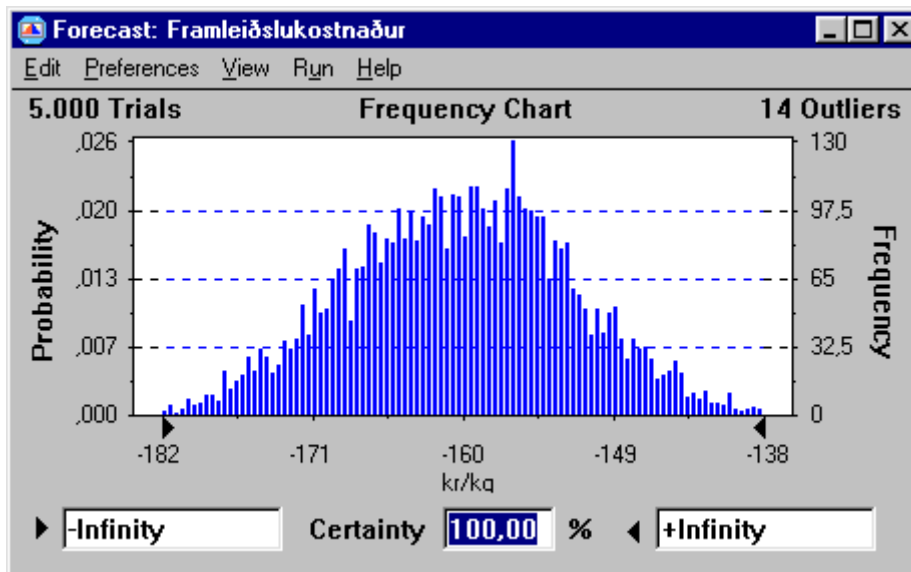 Forecast: Framleiðslukostnaður
Edit Preferences View Run Help
5.000 Trials Frequency Chart 14 Outliers
Probability
,026
,020
,013
,007
,000
130
97,5
65
32,5
0
Frequency
-182 -171 -160 -149 -138
kr/kg
-Infinity Certainty 100,00 % +Infinity